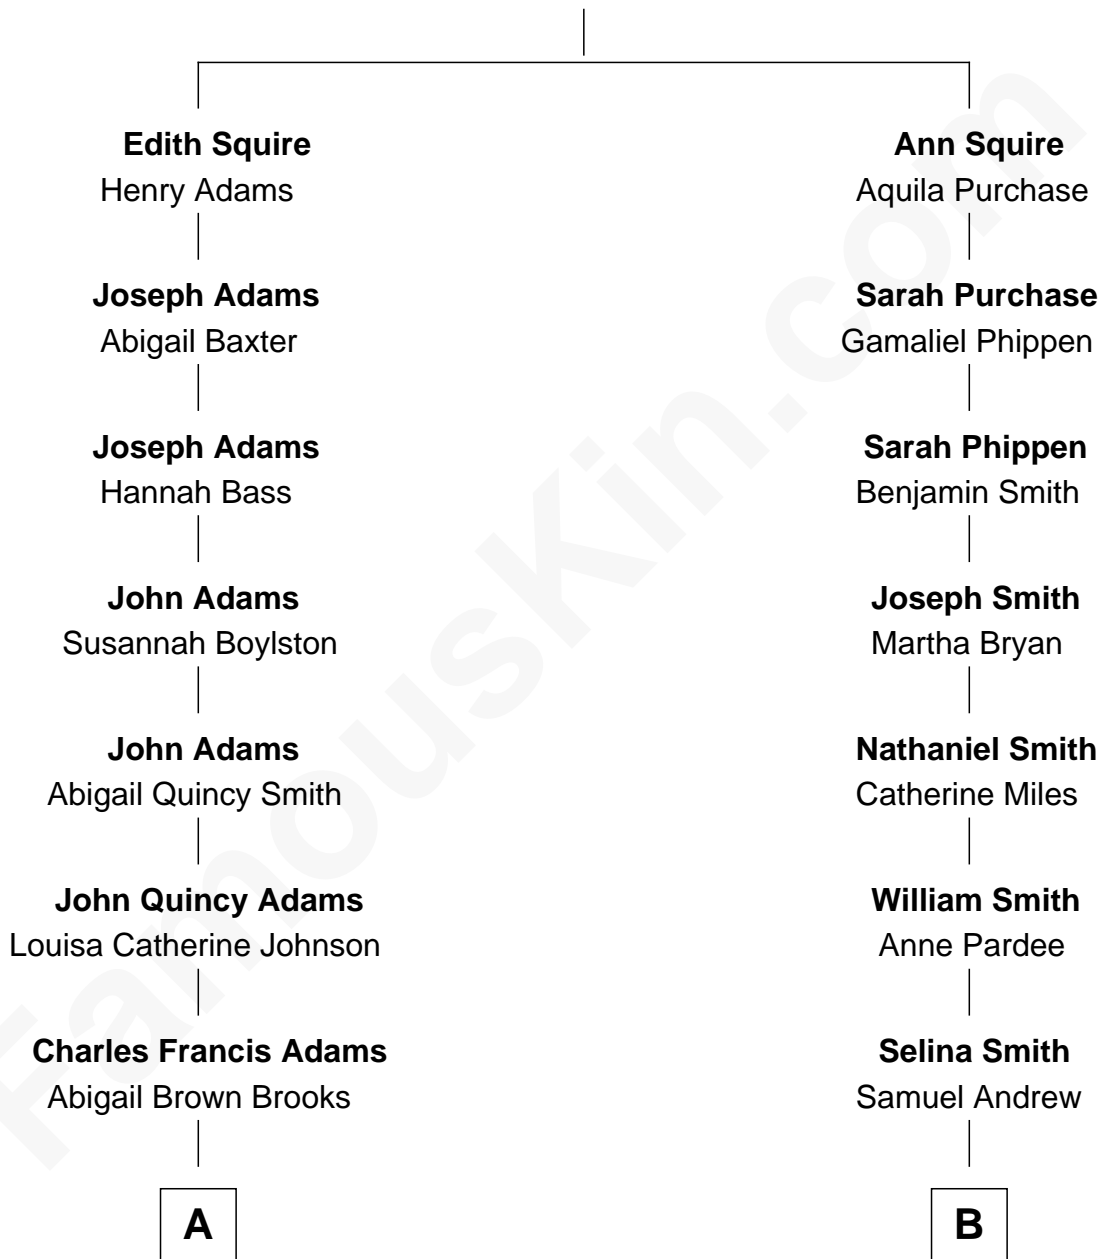 Edith Squire
Henry Adams
Joseph Adams
Abigail Baxter
Joseph Adams
Hannah Bass
John Adams
Susannah Boylston
John Adams
Abigail Quincy Smith
John Quincy Adams
Louisa Catherine Johnson
Charles Francis Adams
Abigail Brown Brooks
A
Ann Squire
Aquila Purchase
Sarah Purchase
Gamaliel Phippen
Sarah Phippen
Benjamin Smith
Joseph Smith
Martha Bryan
Nathaniel Smith
Catherine Miles
William Smith
Anne Pardee
Selina Smith
Samuel Andrew
B
FamousKin.com